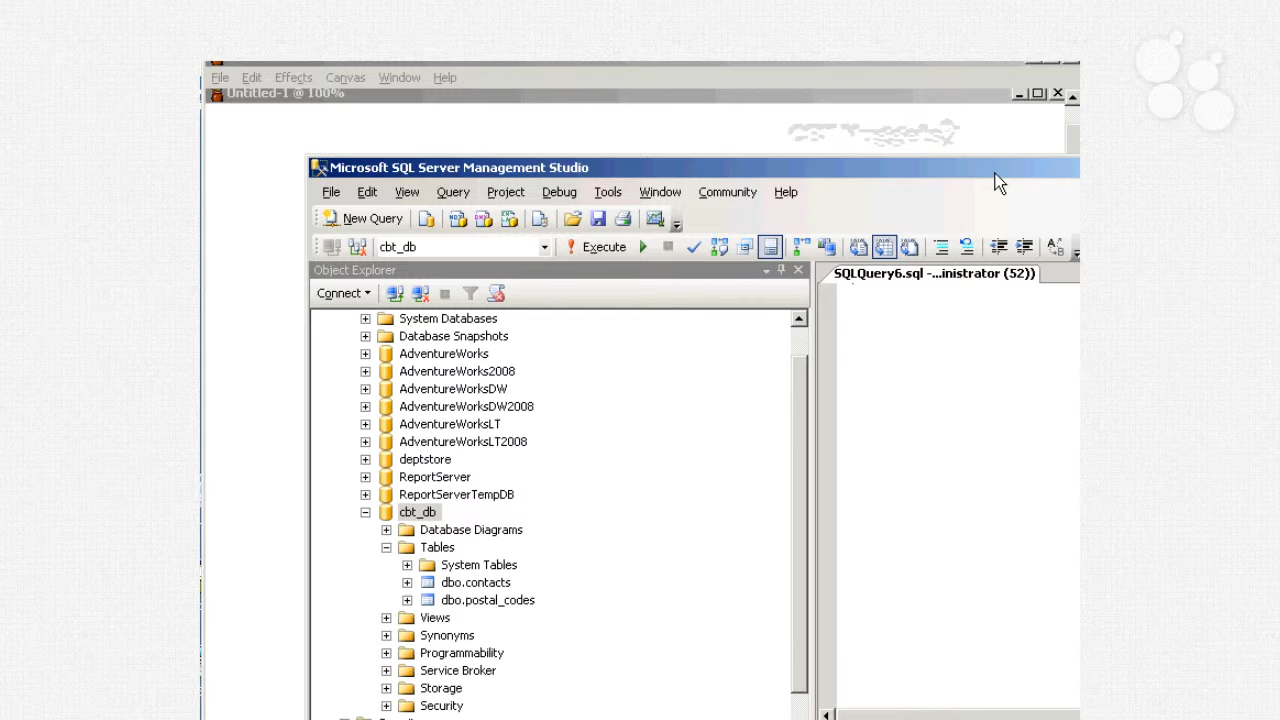 File Edit Effects Canvas Window Help
Untitled-1 @ 100%
Microsoft SQL Server Management Studio
File Edit View Query Project Debug Tools Window Community Help
New Query
cbt_db Execute
Object Explorer
SQLQuery6.sql -...inistrator (52))
Connect
System Databases
Database Snapshots
AdventureWorks
AdventureWorks2008
AdventureWorksDW
AdventureWorksDW2008
AdventureWorksLT
AdventureWorksLT2008
deptstore
ReportServer
ReportServerTempDB
cbt_db
Database Diagrams
Tables
System Tables
dbo.contacts
dbo.postal_codes
Views
Synonyms
Programmability
Service Broker
Storage
Security